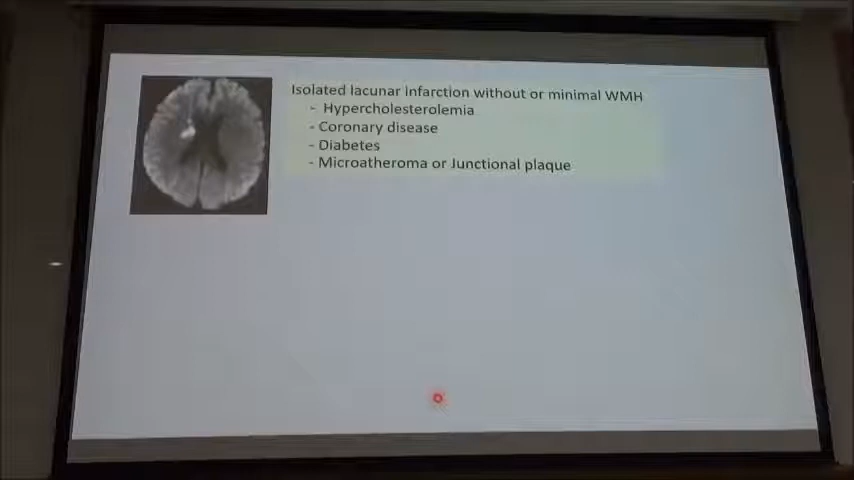 Isolated lacunar infarction without or minimal WMH
- Hypercholesterolemia
- Coronary disease
- Diabetes
- Microatheroma or Junctional plaque